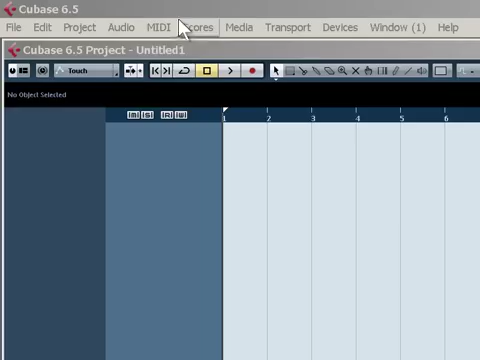 Cubase 6.5
File Edit Project Audio MIDI Scores Media Transport Devices Window (1) Help
Cubase 6.5 Project - Untitled1
Touch
No Object Selected
M S R W
1 2 3 4 5 6